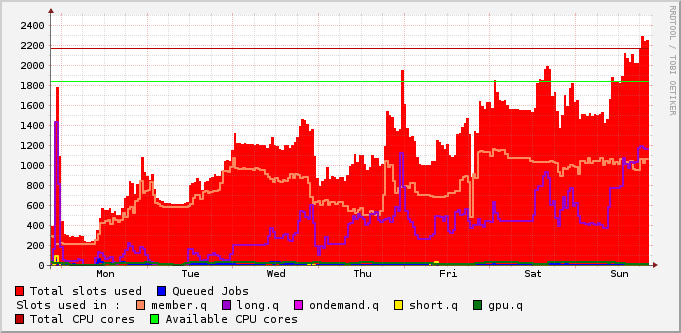 RRDTOOL / TOBI OETIKER
2400
2200
2000
1800
1600
1400
1200
1000
800
600
400
200
0
Mon Tue Wed Thu Fri Sat Sun
Total slots used Queued Jobs
Slots used in : member.q long.q ondemand.q short.q gpu.q
Total CPU cores Available CPU cores